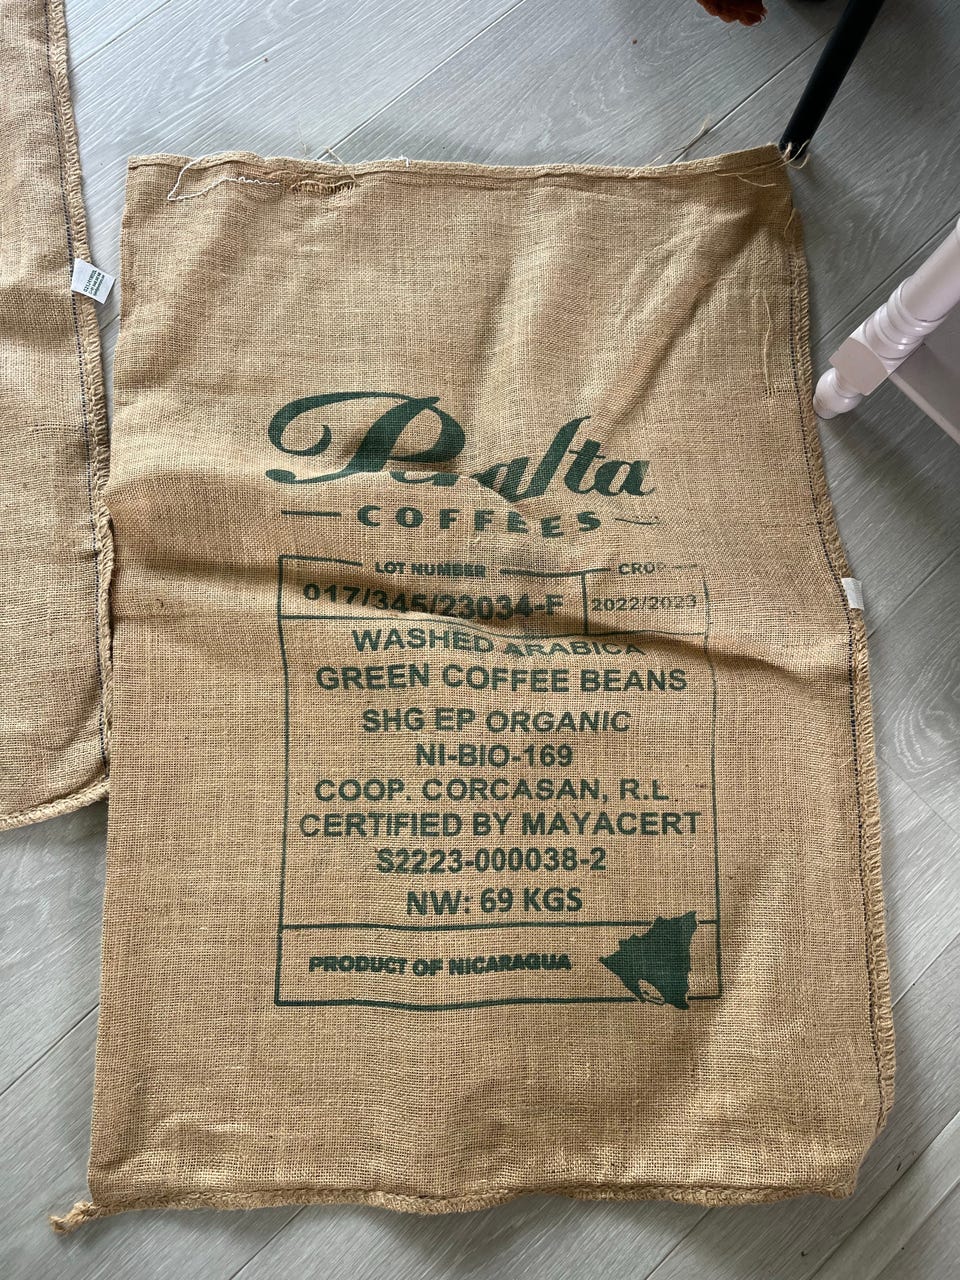 Peralta
COFFEES
LOT NUMBER
CROP
017/345/23034-F
2022/2023
WASHED ARABICA
GREEN COFFEE BEANS
SHG EP ORGANIC
NI-BIO-169
COOP. CORCASAN, R.L.
CERTIFIED BY MAYACERT
S2223-000038-2
NW: 69 KGS
PRODUCT OF NICARAGUA